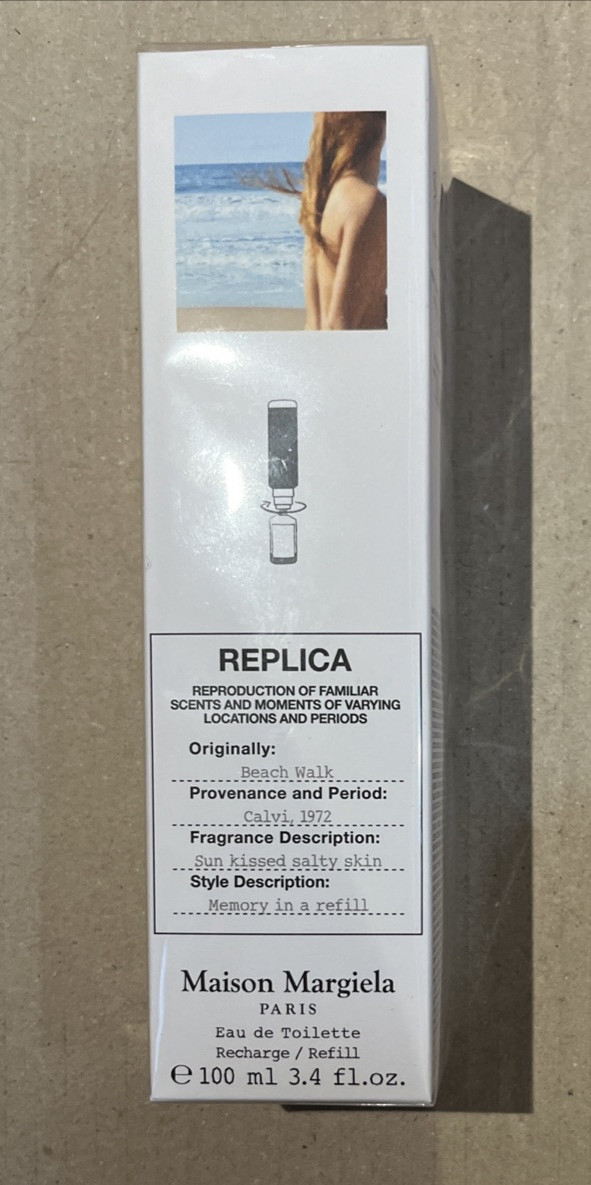 REPLICA
REPRODUCTION OF FAMILIAR
SCENTS AND MOMENTS OF VARYING
LOCATIONS AND PERIODS
Originally:
Beach Walk
Provenance and Period:
Calvi, 1972
Fragrance Description:
Sun kissed salty skin
Style Description:
Memory in a refill
Maison Margiela
PARIS
Eau de Toilette
Recharge / Refill
℮ 100 ml 3.4 fl.oz.